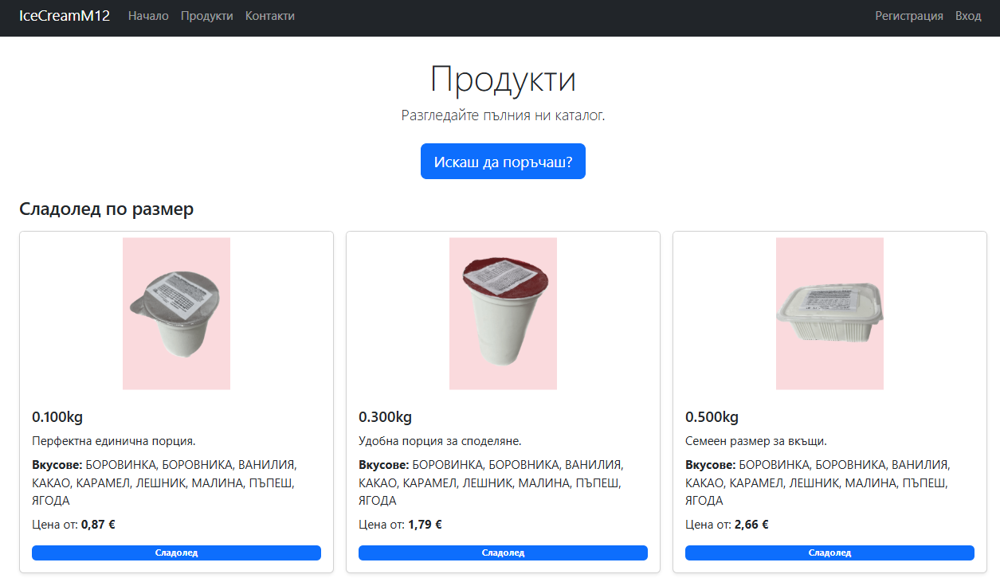 IceCreamM12 Начало Продукти Контакти Регистрация Вход
Продукти
Разгледайте пълния ни каталог.
Искаш да поръчаш?
Сладолед по размер
0.100kg
Перфектна единична порция.
Вкусове: БОРОВИНКА, БОРОВНИКА, ВАНИЛИЯ,
КАКАО, КАРАМЕЛ, ЛЕШНИК, МАЛИНА, ПЪПЕШ,
ЯГОДА
Цена от: 0,87 €
Сладолед
0.300kg
Удобна порция за споделяне.
Вкусове: БОРОВИНКА, БОРОВНИКА, ВАНИЛИЯ,
КАКАО, КАРАМЕЛ, ЛЕШНИК, МАЛИНА, ПЪПЕШ,
ЯГОДА
Цена от: 1,79 €
Сладолед
0.500kg
Семеен размер за вкъщи.
Вкусове: БОРОВИНКА, БОРОВНИКА, ВАНИЛИЯ,
КАКАО, КАРАМЕЛ, ЛЕШНИК, МАЛИНА, ПЪПЕШ,
ЯГОДА
Цена от: 2,66 €
Сладолед